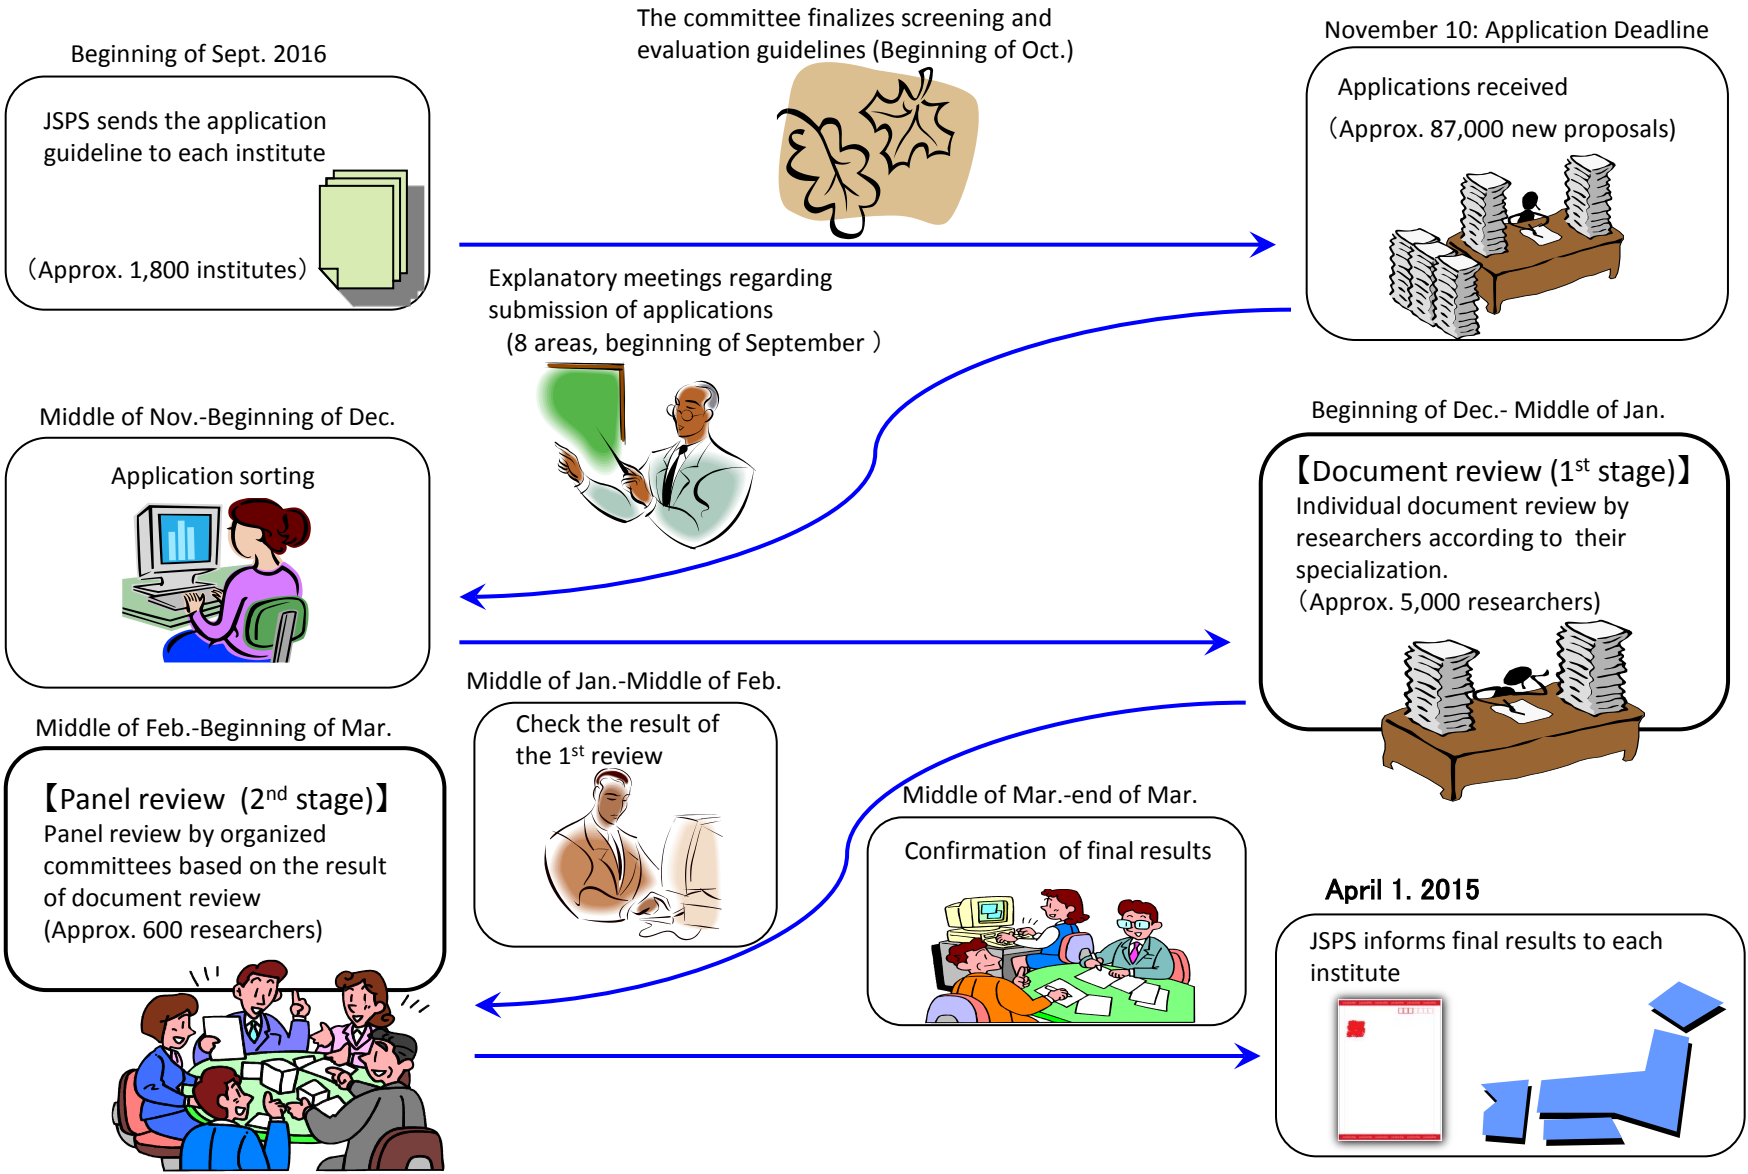 Beginning of Sept. 2016
JSPS sends the application
guideline to each institute
（Approx. 1,800 institutes）
The committee finalizes screening and
evaluation guidelines (Beginning of Oct.)
Explanatory meetings regarding
submission of applications
(8 areas, beginning of September ）
November 10: Application Deadline
Applications received
（Approx. 87,000 new proposals)
Middle of Nov.-Beginning of Dec.
Application sorting
Beginning of Dec.- Middle of Jan.
【Document review (1st stage)】
Individual document review by
researchers according to their
specialization.
（Approx. 5,000 researchers)
Middle of Jan.-Middle of Feb.
Check the result of
the 1st review
Middle of Feb.-Beginning of Mar.
【Panel review (2nd stage)】
Panel review by organized
committees based on the result
of document review
(Approx. 600 researchers)
Middle of Mar.-end of Mar.
Confirmation of final results
April 1. 2015
JSPS informs final results to each
institute